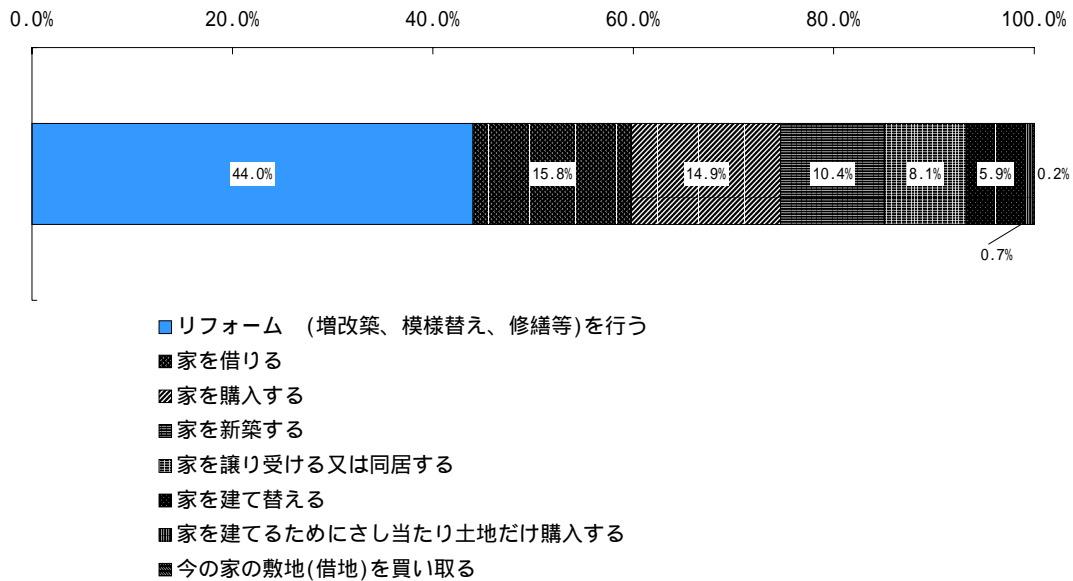 0.0% 20.0% 40.0% 60.0% 80.0% 100.0%
44.0% 15.8% 14.9% 10.4% 8.1% 5.9% 0.2%
0.7%
リフォーム (増改築、模様替え、修繕等)を行う
家を借りる
家を購入する
家を新築する
家を譲り受ける又は同居する
家を建て替える
家を建てるためにさし当たり土地だけ購入する
今の家の敷地(借地)を買い取る